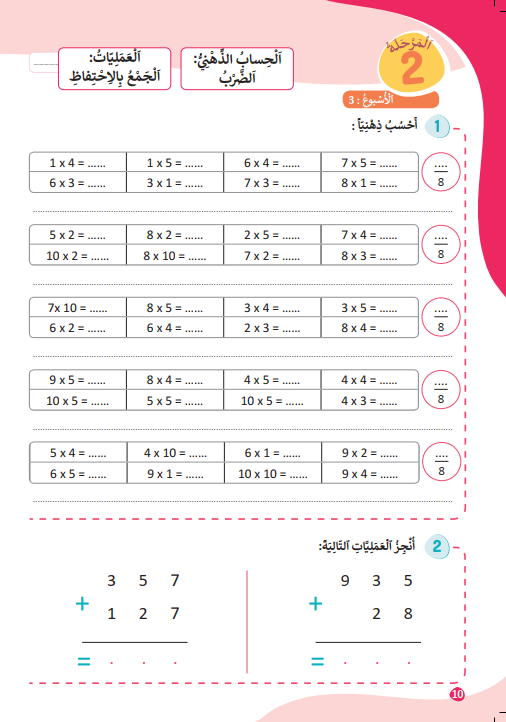 اَلْمَرْحَلَةُ
2
اَلْحِسابُ الذِّهْنِيُّ:
اَلضَّرْبُ
اَلْعَمَلِيّاتُ:
اَلْجَمْعُ بِالِاحْتِفاظِ
اَلْأُسْبوعُ : 3
1 أَحْسُبُ ذِهْنِيّاً :
1 x 4 = ...... 1 x 5 = ...... 6 x 4 = ...... 7 x 5 = ...... ....
6 x 3 = ...... 3 x 1 = ...... 7 x 3 = ...... 8 x 1 = ...... 8
5 x 2 = ...... 8 x 2 = ...... 2 x 5 = ...... 7 x 4 = ...... ....
10 x 2 = ...... 8 x 10 = ...... 7 x 2 = ...... 8 x 3 = ...... 8
7x 10 = ...... 8 x 5 = ...... 3 x 4 = ...... 3 x 5 = ...... ....
6 x 2 = ...... 6 x 4 = ...... 2 x 3 = ...... 8 x 4 = ...... 8
9 x 5 = ...... 8 x 4 = ...... 4 x 5 = ...... 4 x 4 = ...... ....
10 x 5 = ...... 5 x 5 = ...... 10 x 5 = ...... 4 x 3 = ...... 8
5 x 4 = ...... 4 x 10 = ...... 6 x 1 = ...... 9 x 2 = ...... ....
6 x 5 = ...... 9 x 1 = ...... 10 x 10 = ...... 9 x 4 = ...... 8
2 أُنْجِزُ اَلْعَمَلِيّاتِ اَلتّالِيَةَ:
3 5 7 9 3 5
+ 1 2 7 + 2 8
= . . . = . . .
10